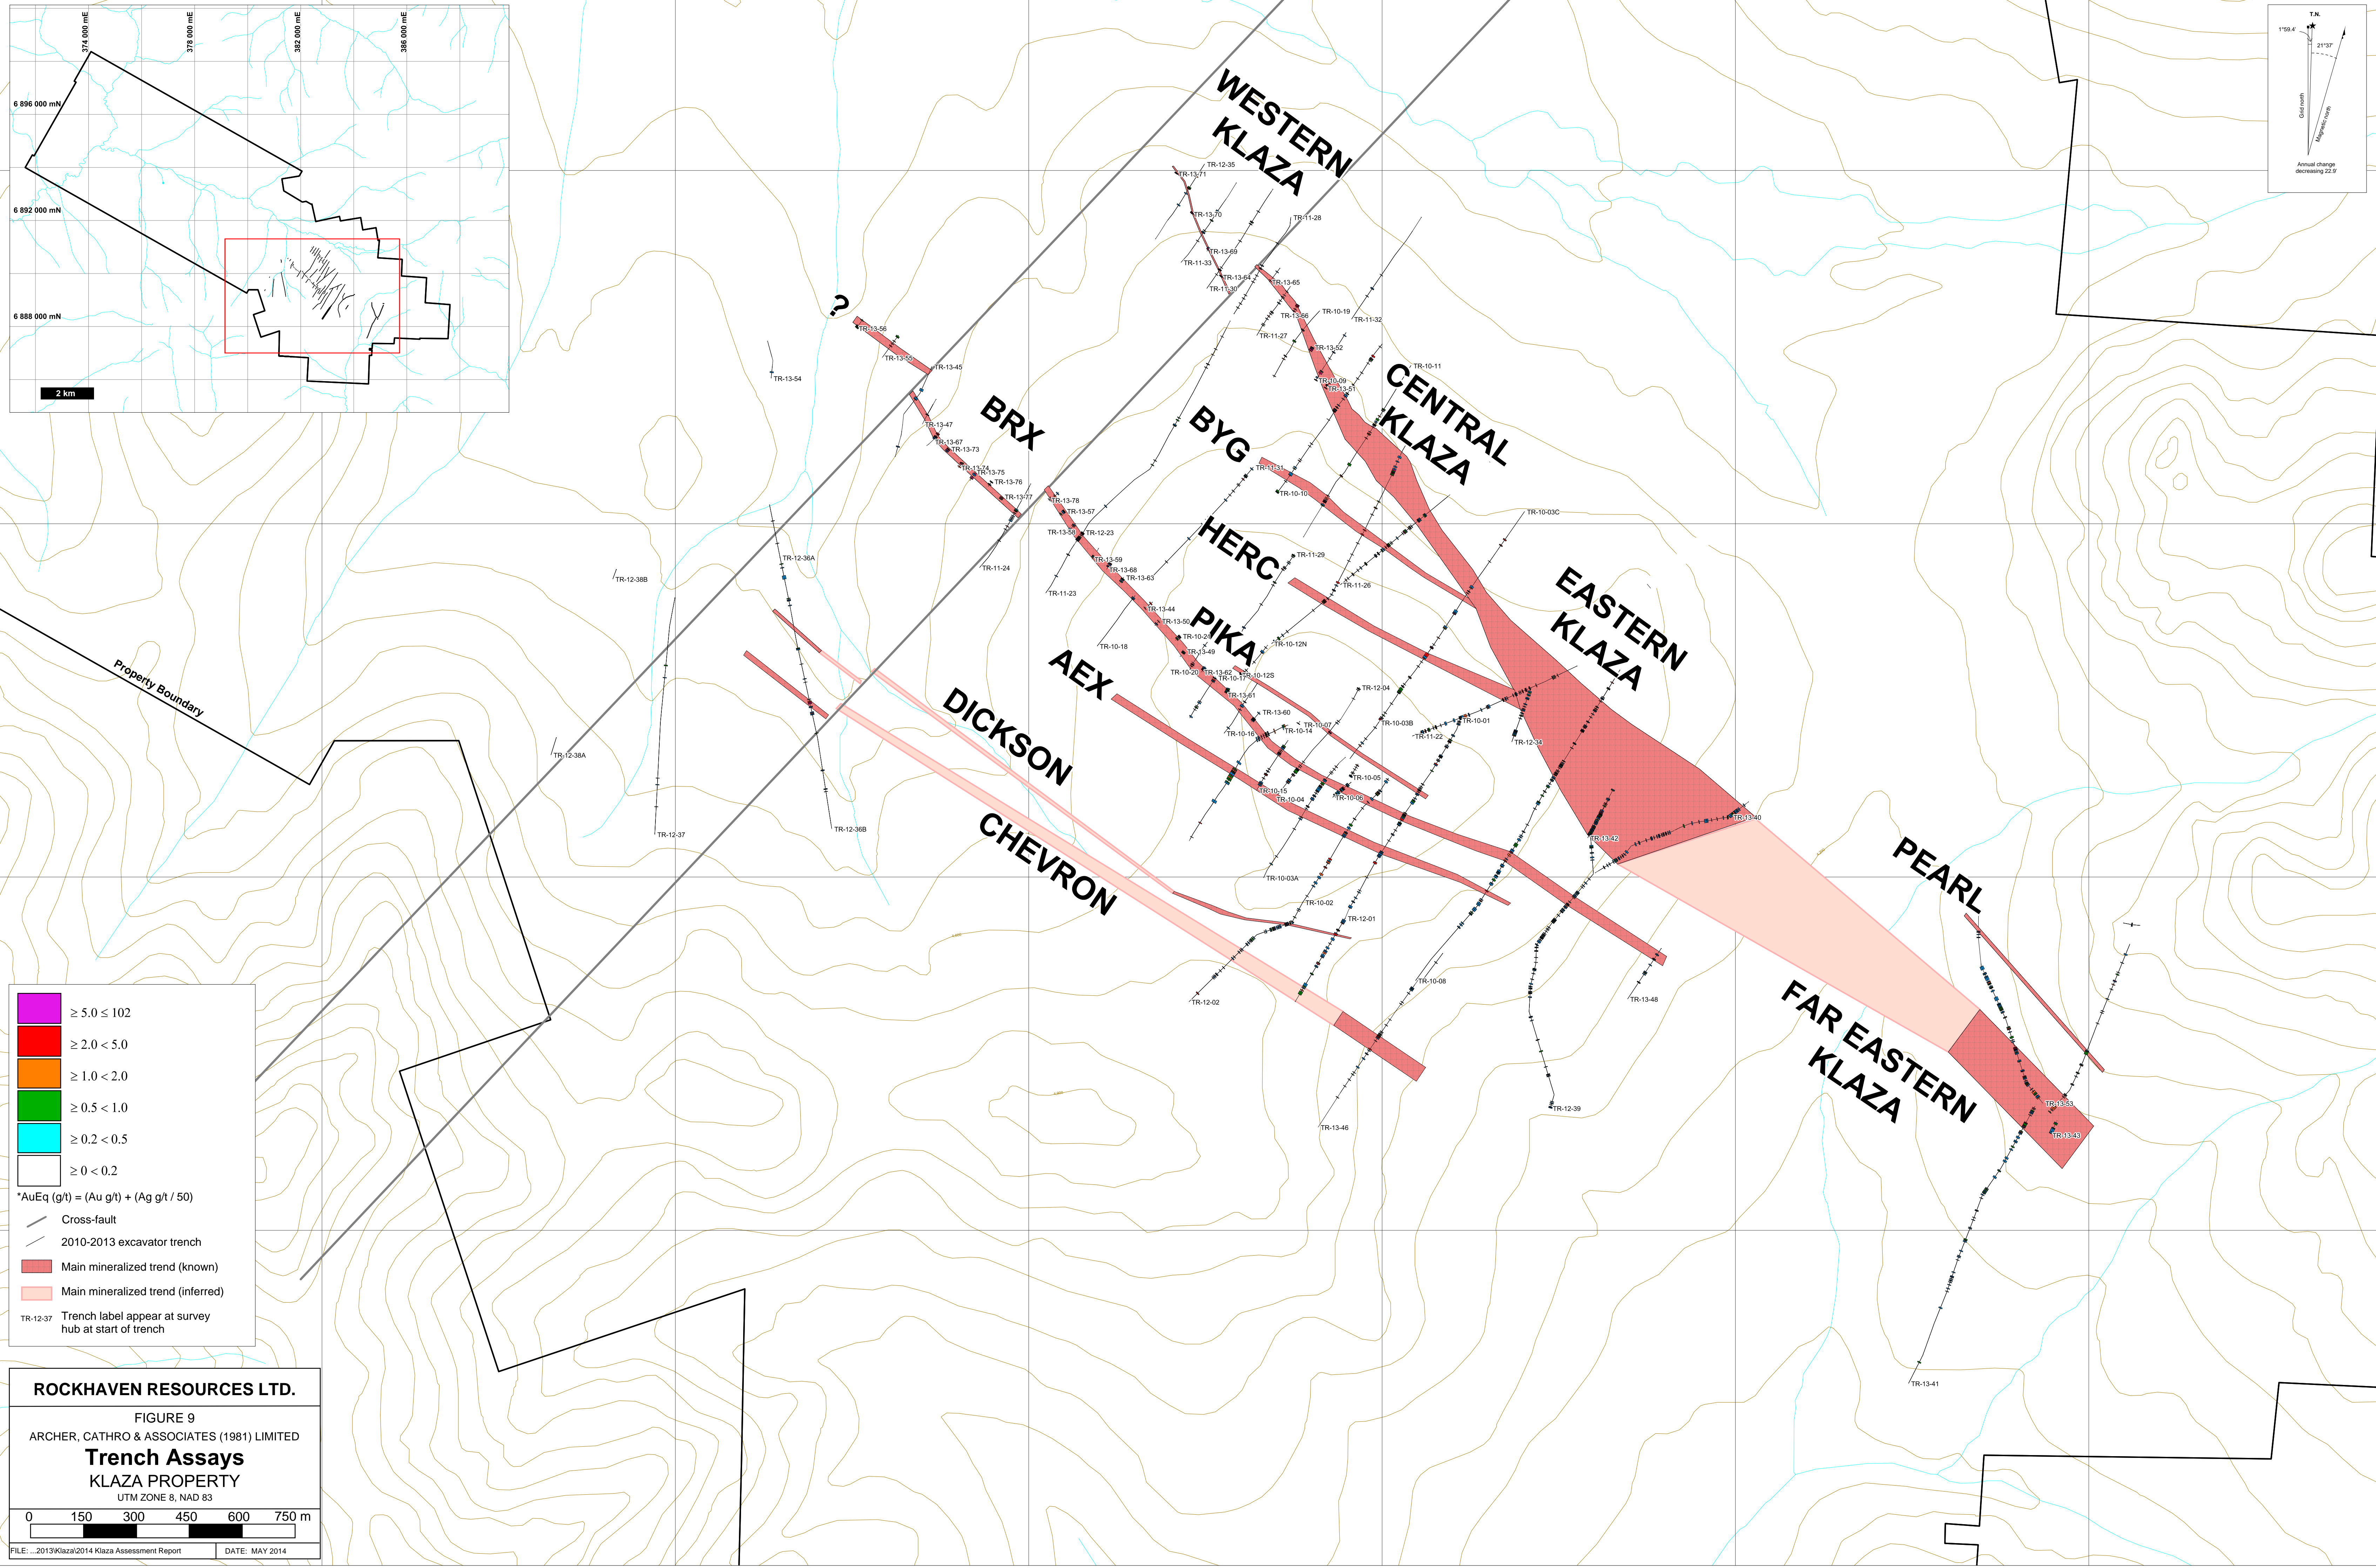 374 000 mE
378 000 mE
382 000 mE
386 000 mE
6 896 000 mN
6 892 000 mN
6 888 000 mN
2 km
T.N.
1°59.4'
21°37'
Grid north
Magnetic north
Annual change
decreasing 22.9'
WESTERN
KLAZA
TR-12-35
TR-13-71
TR-13-70
TR-11-28
TR-13-69
TR-11-33
TR-13-64
TR-11-30
TR-13-65
?
TR-13-56
TR-13-66
TR-10-19
TR-11-32
TR-11-27
TR-13-52
TR-13-55
TR-13-45
TR-13-54
TR-10-11
TR-10-09
TR-13-51
CENTRAL
KLAZA
BRX
BYG
TR-13-47
TR-13-67
TR-13-73
TR-13-74
TR-13-75
TR-13-76
TR-13-77
TR-11-31
TR-10-10
TR-13-78
TR-13-57
TR-13-58
TR-12-23
TR-10-03C
HERC
TR-12-36A
TR-13-59
TR-13-68
TR-13-63
TR-11-29
TR-11-24
TR-12-38B
TR-11-23
TR-11-26
EASTERN
KLAZA
TR-13-44
TR-13-50
PIKA
TR-10-18
TR-13-49
TR-10-12N
AEX
TR-10-20
TR-13-62
TR-10-17
TR-10-12S
TR-13-61
TR-12-04
Property Boundary
DICKSON
TR-13-60
TR-10-07
TR-10-14
TR-10-16
TR-10-03B
TR-10-01
TR-11-22
TR-12-34
TR-12-38A
TR-10-05
TR-10-15
TR-10-04
TR-10-06
TR-12-37
TR-12-36B
CHEVRON
TR-13-40
TR-13-42
PEARL
TR-10-03A
TR-10-02
TR-12-01
TR-10-08
TR-12-02
TR-13-48
FAR EASTERN
KLAZA
TR-12-39
TR-13-46
TR-13-53
TR-13-43
TR-13-41
≥ 5.0 ≤ 102
≥ 2.0 < 5.0
≥ 1.0 < 2.0
≥ 0.5 < 1.0
≥ 0.2 < 0.5
≥ 0 < 0.2
*AuEq (g/t) = (Au g/t) + (Ag g/t / 50)
Cross-fault
2010-2013 excavator trench
Main mineralized trend (known)
Main mineralized trend (inferred)
TR-12-37 Trench label appear at survey
hub at start of trench
ROCKHAVEN RESOURCES LTD.
FIGURE 9
ARCHER, CATHRO & ASSOCIATES (1981) LIMITED
Trench Assays
KLAZA PROPERTY
UTM ZONE 8, NAD 83
0 150 300 450 600 750 m
FILE: ...2013\Klaza\2014 Klaza Assessment Report DATE: MAY 2014